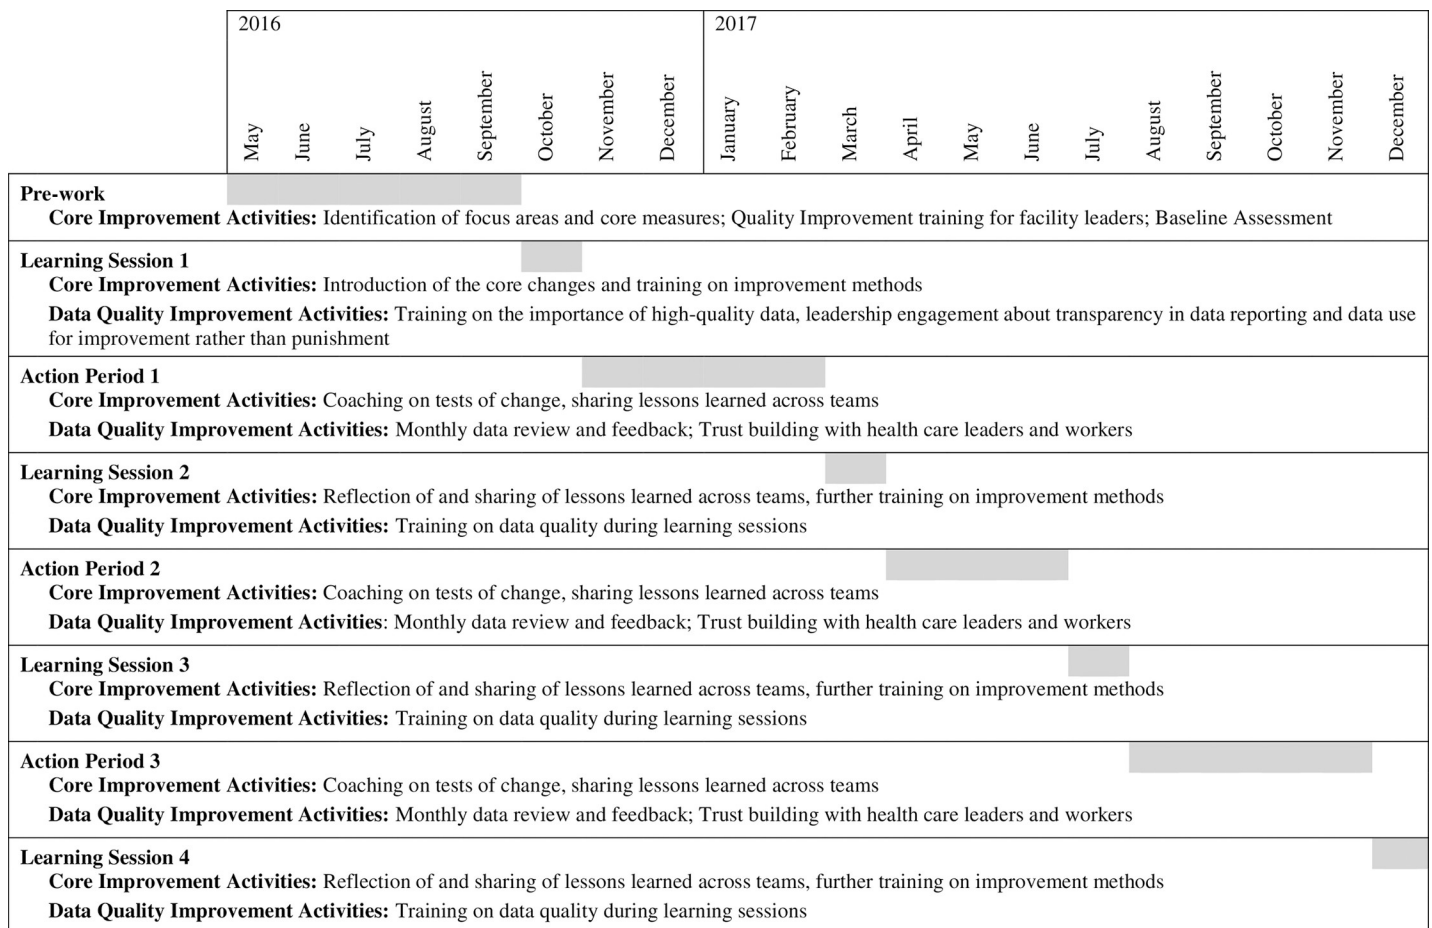 2016
2017
May
June
July
August
September
October
November
December
January
February
March
April
May
June
July
August
September
October
November
December
Pre-work
Core Improvement Activities: Identification of focus areas and core measures; Quality Improvement training for facility leaders; Baseline Assessment
Learning Session 1
Core Improvement Activities: Introduction of the core changes and training on improvement methods
Data Quality Improvement Activities: Training on the importance of high-quality data, leadership engagement about transparency in data reporting and data use
for improvement rather than punishment
Action Period 1
Core Improvement Activities: Coaching on tests of change, sharing lessons learned across teams
Data Quality Improvement Activities: Monthly data review and feedback; Trust building with health care leaders and workers
Learning Session 2
Core Improvement Activities: Reflection of and sharing of lessons learned across teams, further training on improvement methods
Data Quality Improvement Activities: Training on data quality during learning sessions
Action Period 2
Core Improvement Activities: Coaching on tests of change, sharing lessons learned across teams
Data Quality Improvement Activities: Monthly data review and feedback; Trust building with health care leaders and workers
Learning Session 3
Core Improvement Activities: Reflection of and sharing of lessons learned across teams, further training on improvement methods
Data Quality Improvement Activities: Training on data quality during learning sessions
Action Period 3
Core Improvement Activities: Coaching on tests of change, sharing lessons learned across teams
Data Quality Improvement Activities: Monthly data review and feedback; Trust building with health care leaders and workers
Learning Session 4
Core Improvement Activities: Reflection of and sharing of lessons learned across teams, further training on improvement methods
Data Quality Improvement Activities: Training on data quality during learning sessions